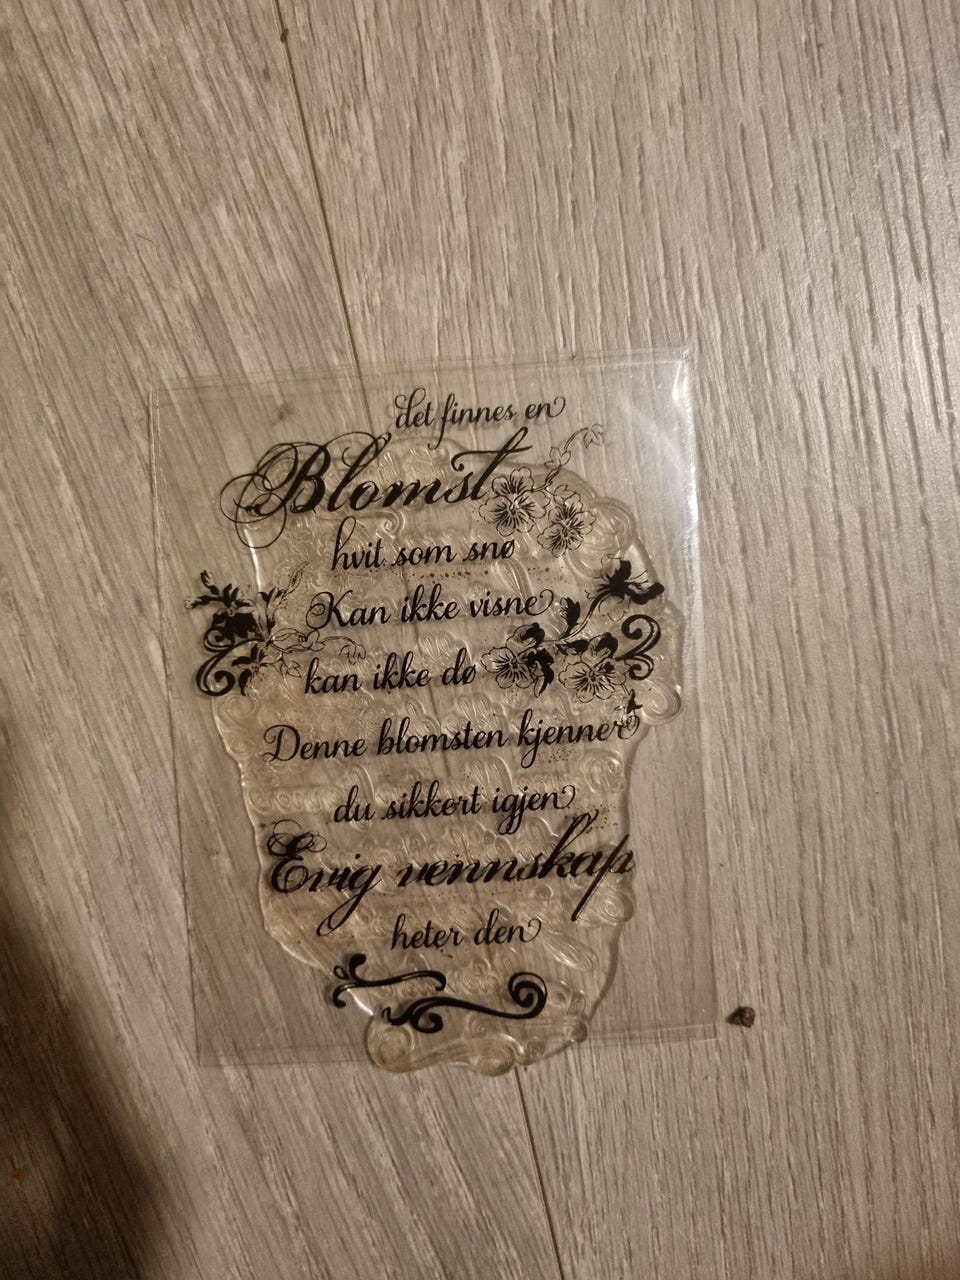 det finnes en
Blomst
hvit som snø
Kan ikke visne
kan ikke dø
Denne blomsten kjenner
du sikkert igjen
Evig vennskap
heter den